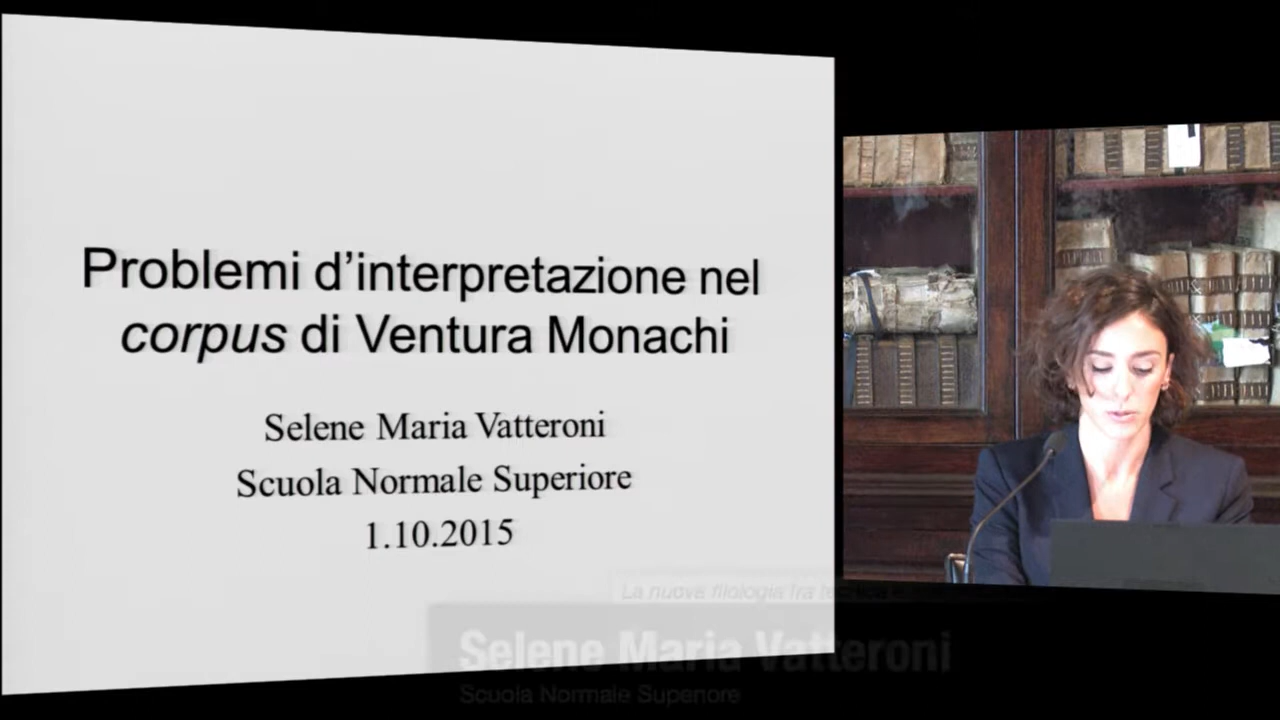 Problemi d'interpretazione nel
corpus di Ventura Monachi
Selene Maria Vatteroni
Scuola Normale Superiore
1.10.2015
La nuova filologia fra
Selene Maria Vatteroni
Scuola Normale Superiore